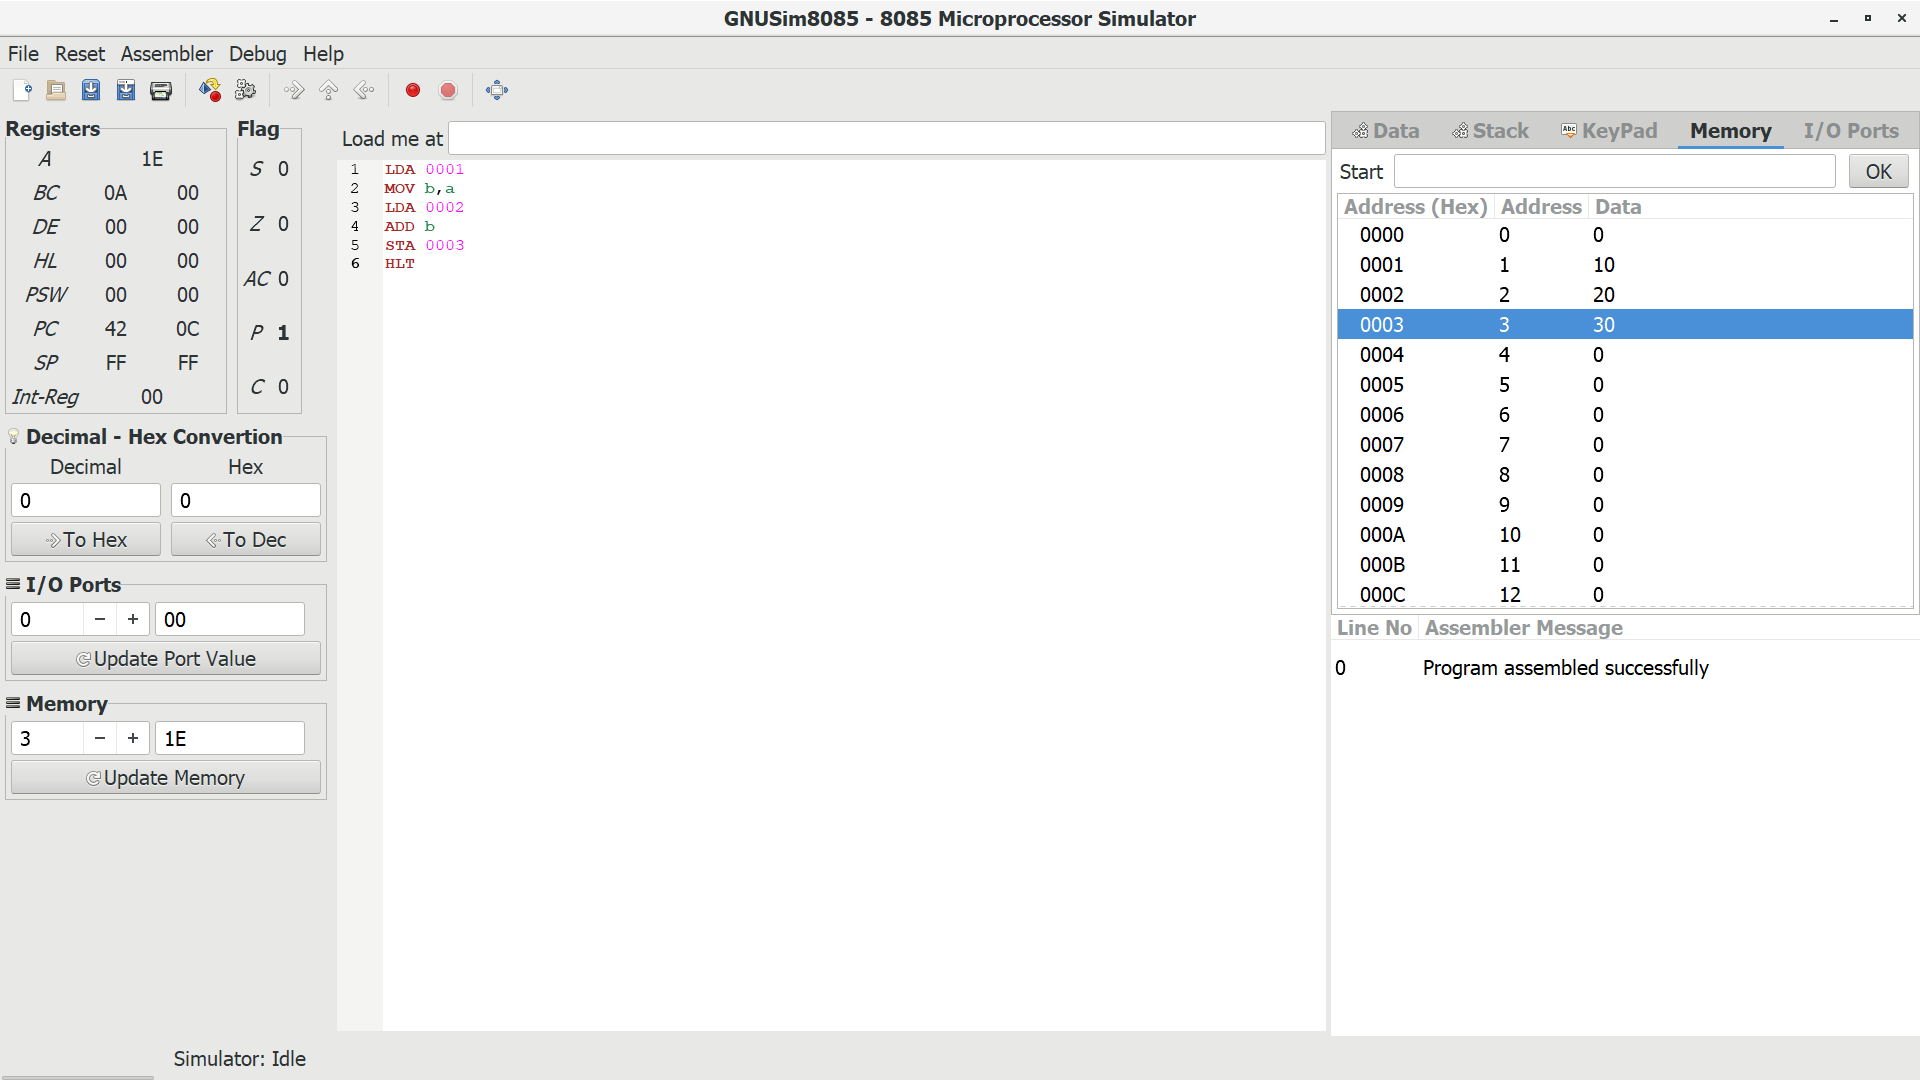 GNUSim8085 - 8085 Microprocessor Simulator
File Reset Assembler Debug Help
Registers
A 1E
BC 0A 00
DE 00 00
HL 00 00
PSW 00 00
PC 42 0C
SP FF FF
Int-Reg 00
Flag
S 0
Z 0
AC 0
P 1
C 0
Decimal - Hex Convertion
Decimal Hex
0 0
To Hex To Dec
I/O Ports
0 − + 00
Update Port Value
Memory
3 − + 1E
Update Memory
Load me at
1 LDA 0001
2 MOV b,a
3 LDA 0002
4 ADD b
5 STA 0003
6 HLT
Data Stack Abc KeyPad Memory I/O Ports
Start OK
Address (Hex) Address Data
0000 0 0
0001 1 10
0002 2 20
0003 3 30
0004 4 0
0005 5 0
0006 6 0
0007 7 0
0008 8 0
0009 9 0
000A 10 0
000B 11 0
000C 12 0
Line No Assembler Message
0 Program assembled successfully
Simulator: Idle